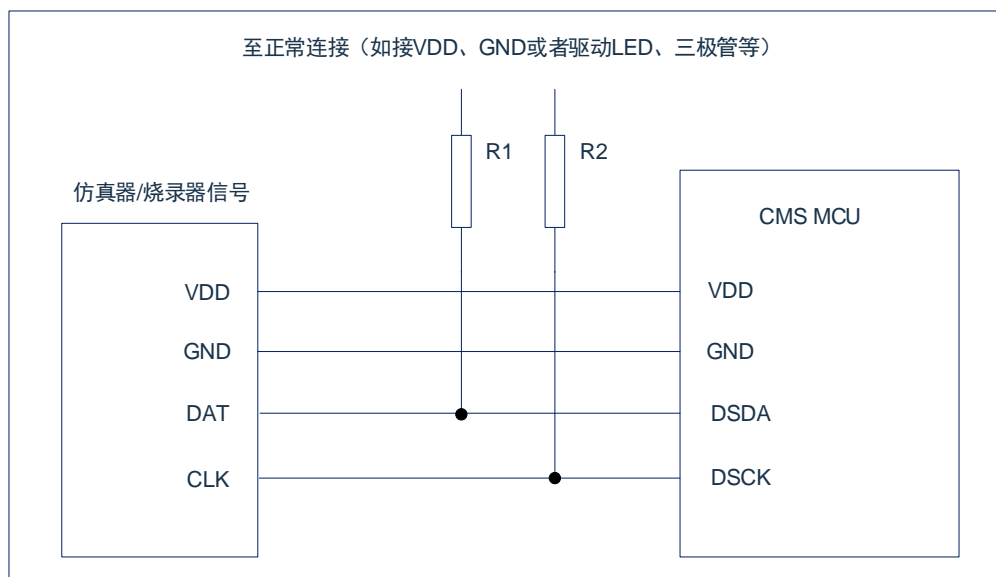 至正常连接（如接VDD、GND或者驱动LED、三极管等）
R1
R2
仿真器/烧录器信号
CMS MCU
VDD
VDD
GND
GND
DAT
DSDA
CLK
DSCK